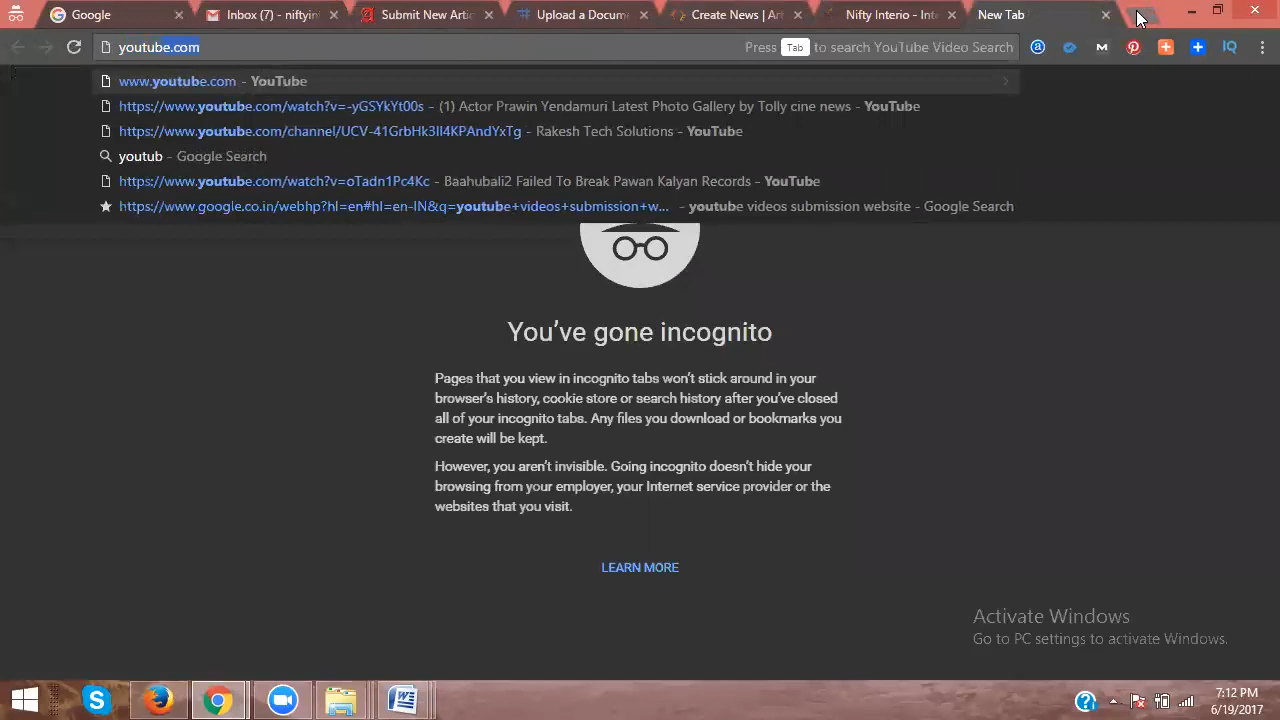 Google
Inbox (7) - niftyin
Submit New Artic
Upload a Docume
Create News | Art
Nifty Interio - Inte
New Tab
youtube.com
Press Tab to search YouTube Video Search
www.youtube.com - YouTube
https://www.youtube.com/watch?v=-yGSYkYt00s - (1) Actor Prawin Yendamuri Latest Photo Gallery by Tolly cine news - YouTube
https://www.youtube.com/channel/UCV-41GrbHk3Il4KPAndYxTg - Rakesh Tech Solutions - YouTube
youtub - Google Search
https://www.youtube.com/watch?v=oTadn1Pc4Kc - Baahubali2 Failed To Break Pawan Kalyan Records - YouTube
https://www.google.co.in/webhp?hl=en#hl=en-IN&q=youtube+videos+submission+w... - youtube videos submission website - Google Search
You've gone incognito
Pages that you view in incognito tabs won't stick around in your
browser's history, cookie store or search history after you've closed
all of your incognito tabs. Any files you download or bookmarks you
create will be kept.
However, you aren't invisible. Going incognito doesn't hide your
browsing from your employer, your Internet service provider or the
websites that you visit.
LEARN MORE
Activate Windows
Go to PC settings to activate Windows.
7:12 PM
6/19/2017